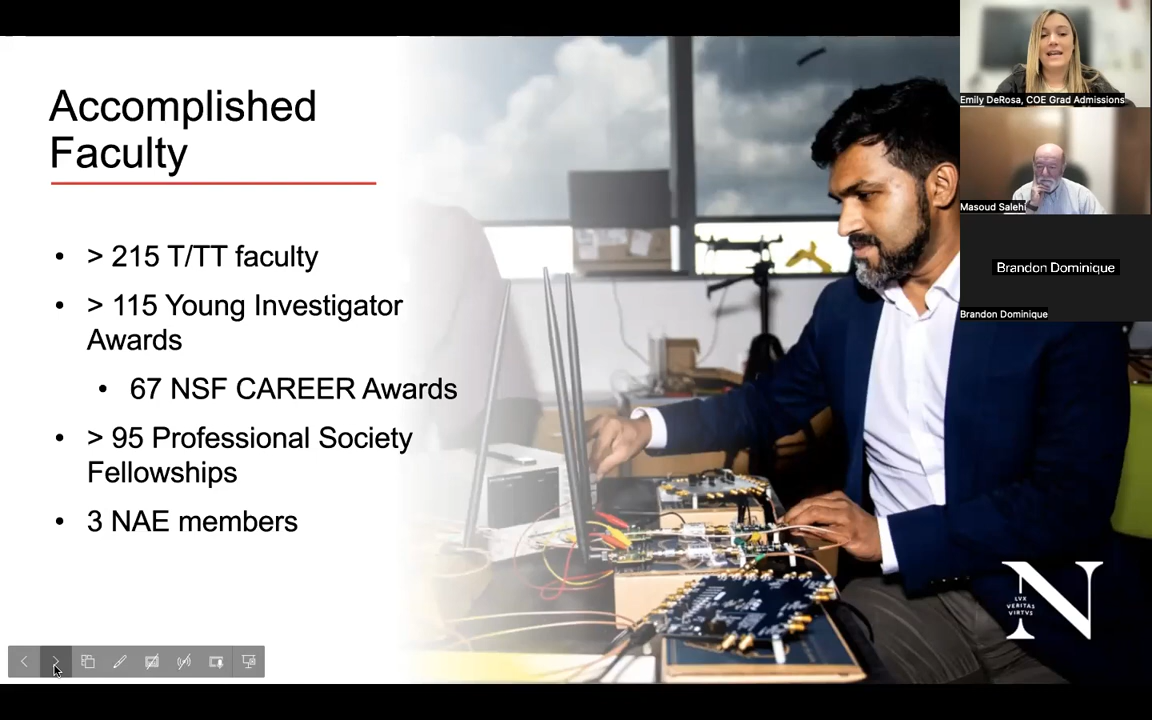 Accomplished
Faculty
• > 215 T/TT faculty
• > 115 Young Investigator
Awards
• 67 NSF CAREER Awards
• > 95 Professional Society
Fellowships
• 3 NAE members
Emily DeRosa, COE Grad Admissions
Masoud Salehi
Brandon Dominique
Brandon Dominique
N
LVX
VERITAS
VIRTVS